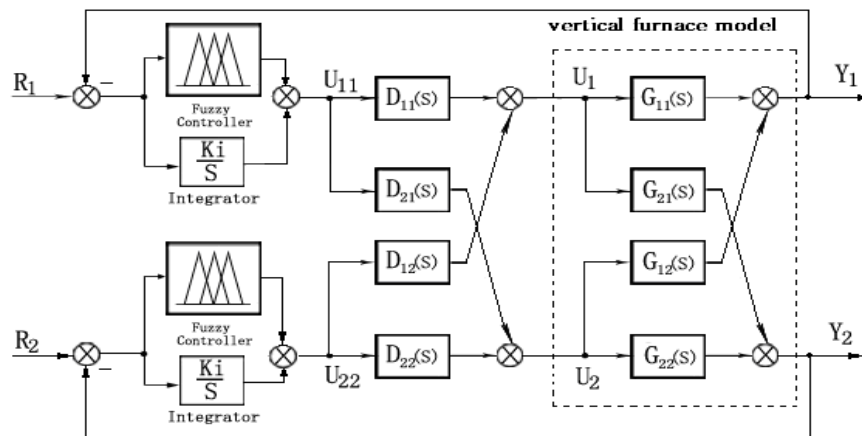 vertical furnace model
R1
Fuzzy
Controller
Ki
S
Integrator
U11
D11(S)
D21(S)
U1
G11(S)
G21(S)
Y1
R2
Fuzzy
Controller
Ki
S
Integrator
U22
D12(S)
D22(S)
U2
G12(S)
G22(S)
Y2